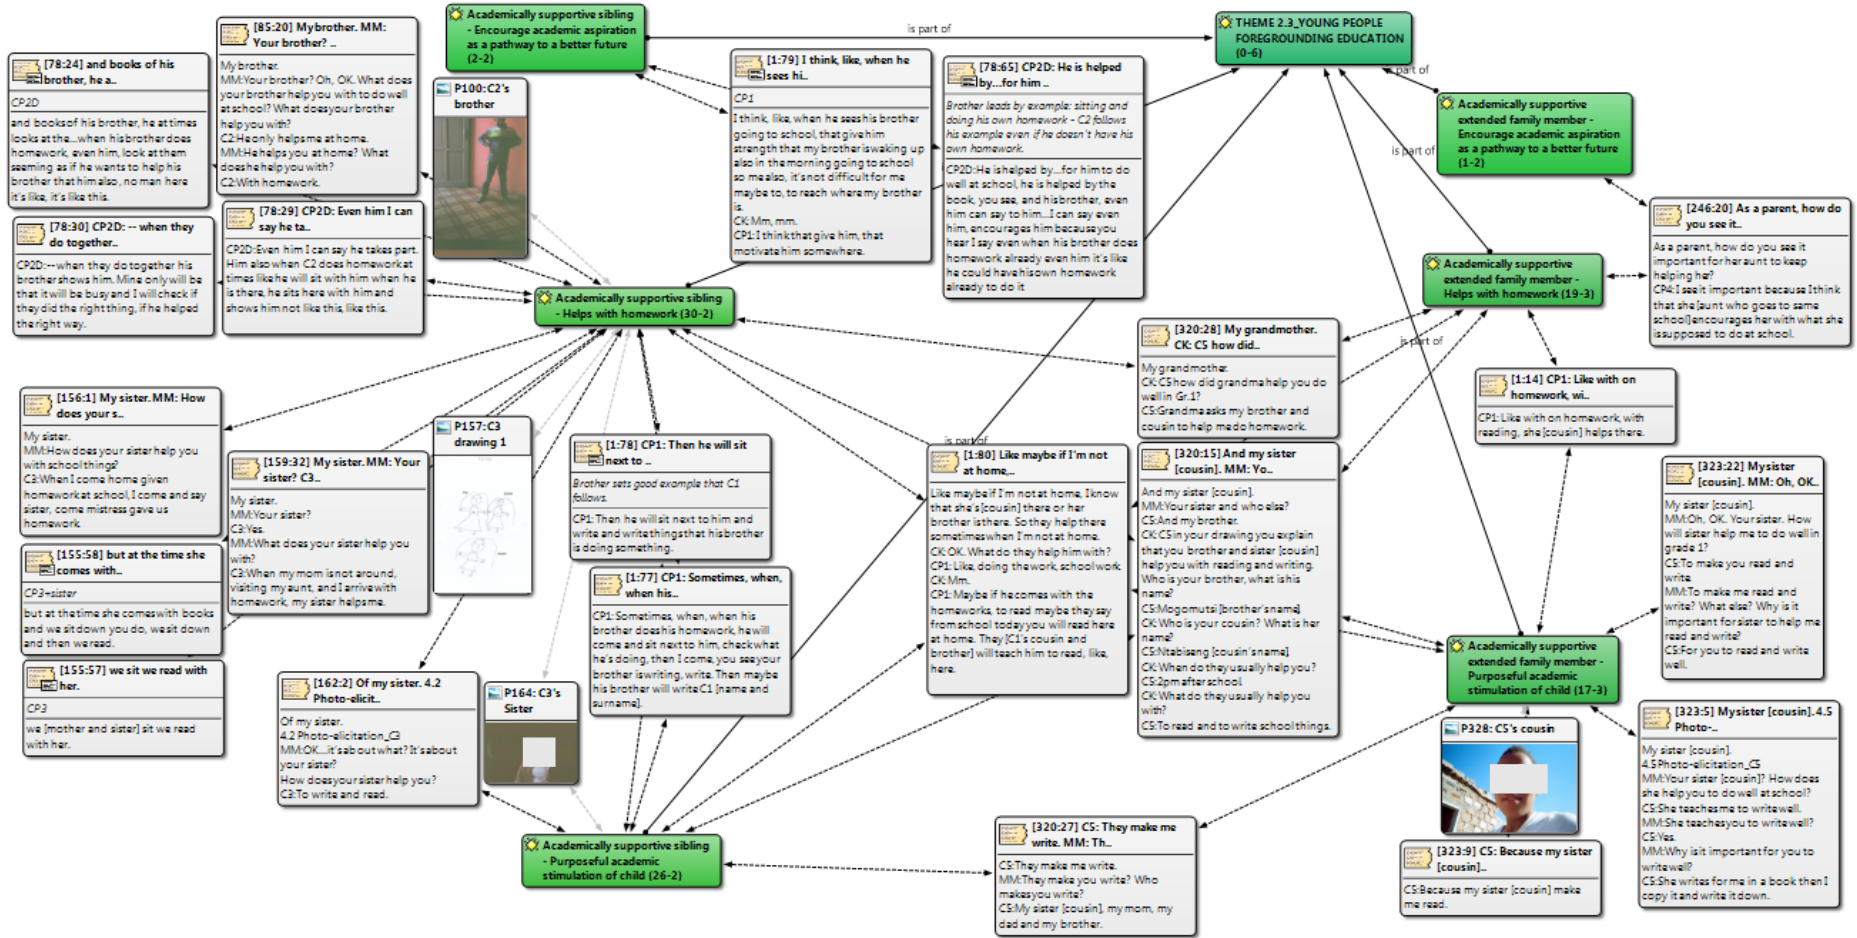 Academically supportive sibling
- Encourage academic aspiration
as a pathway to a better future
(2-2)
is part of
THEME 2.3_YOUNG PEOPLE
FOREGROUNDING EDUCATION
(0-6)
[85:20] My brother. MM:
Your brother? ..
My brother.
MM:Your brother? Oh, OK. What does
your brother help you with to do well
at school? What does your brother
help you with?
C2:He only helps me at home.
MM:He helps you at home? What
does he help you with?
C2:With homework.
[78:24] and books of his
brother, he a..
CP2D
and books of his brother, he at times
looks at the...when his brother does
homework, even him, look at them
seeming as if he wants to help his
brother that him also, no man here
it's like, it's like this.
P100:C2's
brother
[1:79] I think, like, when he
sees hi..
CP1
I think, like, when he sees his brother
going to school, that give him
strength that my brother is waking up
also in the morning going to school
so me also, it's not difficult for me
maybe to, to reach where my brother
is.
CK: Mm, mm.
CP1:I think that give him, that
motivate him somewhere.
[78:65] CP2D: He is helped
by...for him ..
Brother leads by example: sitting and
doing his own homework - C2 follows
his example even if he doesn't have his
own homework.
CP2D:He is helped by...for him to do
well at school, he is helped by the
book, you see, and his brother, even
him can say to him...I can say even
him, encourages him because you
hear I say even when his brother does
homework already even him it's like
he could have his own homework
already to do it
part of
Academically supportive
extended family member -
Encourage academic aspiration
as a pathway to a better future
(1-2)
is part of
[78:30] CP2D: -- when they
do together..
CP2D:--when they do together his
brother shows him. Mine only will be
that it will be busy and I will check if
they did the right thing, if he helped
the right way.
[78:29] CP2D: Even him I can
say he ta..
CP2D:Even him I can say he takes part.
Him also when C2 does homework at
times like he will sit with him when he
is there, he sits here with him and
shows him not like this, like this.
[246:20] As a parent, how do
you see it..
As a parent, how do you see it
important for her aunt to keep
helping her?
CP4:I see it important because I think
that she [aunt who goes to same
school] encourages her with what she
is supposed to do at school.
Academically supportive
extended family member -
Helps with homework (19-3)
Academically supportive sibling
- Helps with homework (30-2)
[320:28] My grandmother.
CK: C5 how did..
My grandmother.
CK:C5 how did grandma help you do
well in Gr.1?
C5:Grandma asks my brother and
cousin to help me do homework.
is part of
[1:14] CP1: Like with on
homework, wi..
CP1: Like with on homework, with
reading, she [cousin] helps there.
[156:1] My sister. MM: How
does your s..
My sister.
MM:How does your sister help you
with school things?
C3:When I come home given
homework at school, I come and say
sister, come mistress gave us
homework.
[159:32] My sister. MM: Your
sister? C3..
My sister.
MM:Your sister?
C3:Yes.
MM:What does your sister help you
with?
C3:When my mom is not around,
visiting my aunt, and I arrive with
homework, my sister helps me.
P157:C3
drawing 1
[1:78] CP1: Then he will sit
next to ..
Brother sets good example that C1
follows.
CP1: Then he will sit next to him and
write and write things that his brother
is doing something.
is part of
[1:80] Like maybe if I'm not
at home,..
Like maybe if I'm not at home, I know
that she's [cousin] there or her
brother is there. So they help there
sometimes when I'm not at home.
CK: OK. What do they help him with?
CP1: Like, doing the work, school work.
CK: Mm.
CP1: Maybe if he comes with the
homeworks, to read maybe they say
from school today you will read here
at home. They [C1's cousin and
brother] will teach him to read, like,
here.
[320:15] And my sister
[cousin]. MM: Yo..
And my sister [cousin].
MM:Your sister and who else?
C5:And my brother.
CK: C5 in your drawing you explain
that you brother and sister [cousin]
help you with reading and writing.
Who is your brother, what is his
name?
C5:Mogomutsi [brother's name].
CK: Who is your cousin? What is her
name?
C5:Ntabiseng [cousin's name].
CK: When do they usually help you?
C5:2pm after school.
CK: What do they usually help you
with?
C5:To read and to write school things.
[323:22] My sister
[cousin]. MM: Oh, OK..
My sister [cousin].
MM:Oh, OK. Your sister. How
will sister help me to do well in
grade 1?
C5:To make you read and
write.
MM:To make me read and
write? What else? Why is it
important for sister to help me
read and write?
C5:For you to read and write
well.
[155:58] but at the time she
comes with..
CP3+sister
but at the time she comes with books
and we sit down you do, we sit down
and then we read.
[1:77] CP1: Sometimes, when,
when his..
CP1: Sometimes, when, when his
brother does his homework, he will
come and sit next to him, check what
he's doing, then I come, you see your
brother is writing, write. Then maybe
his brother will write C1 [name and
surname].
[155:57] we sit we read with
her.
CP3
we [mother and sister] sit we read
with her.
[162:2] Of my sister. 4.2
Photo-elicit..
Of my sister.
4.2 Photo-elicitation_C3
MM:OK...it's about what? It's about
your sister?
How does your sister help you?
C3:To write and read.
P164: C3's
Sister
Academically supportive
extended family member -
Purposeful academic
stimulation of child (17-3)
P328: C5's cousin
[323:5] My sister [cousin].4.5
Photo-..
My sister [cousin].
4.5 Photo-elicitation_C5
MM:Your sister [cousin]? How does
she help you to do well at school?
C5:She teaches me to write well.
MM:She teaches you to write well?
C5:Yes.
MM:Why is it important for you to
write well?
C5:She writes for me in a book then I
copy it and write it down.
Academically supportive sibling
- Purposeful academic
stimulation of child (26-2)
[320:27] C5: They make me
write. MM: Th..
C5:They make me write.
MM:They make you write? Who
makes you write?
C5:My sister [cousin], my mom, my
dad and my brother.
[323:9] C5: Because my sister
[cousin]..
C5:Because my sister [cousin] make
me read.